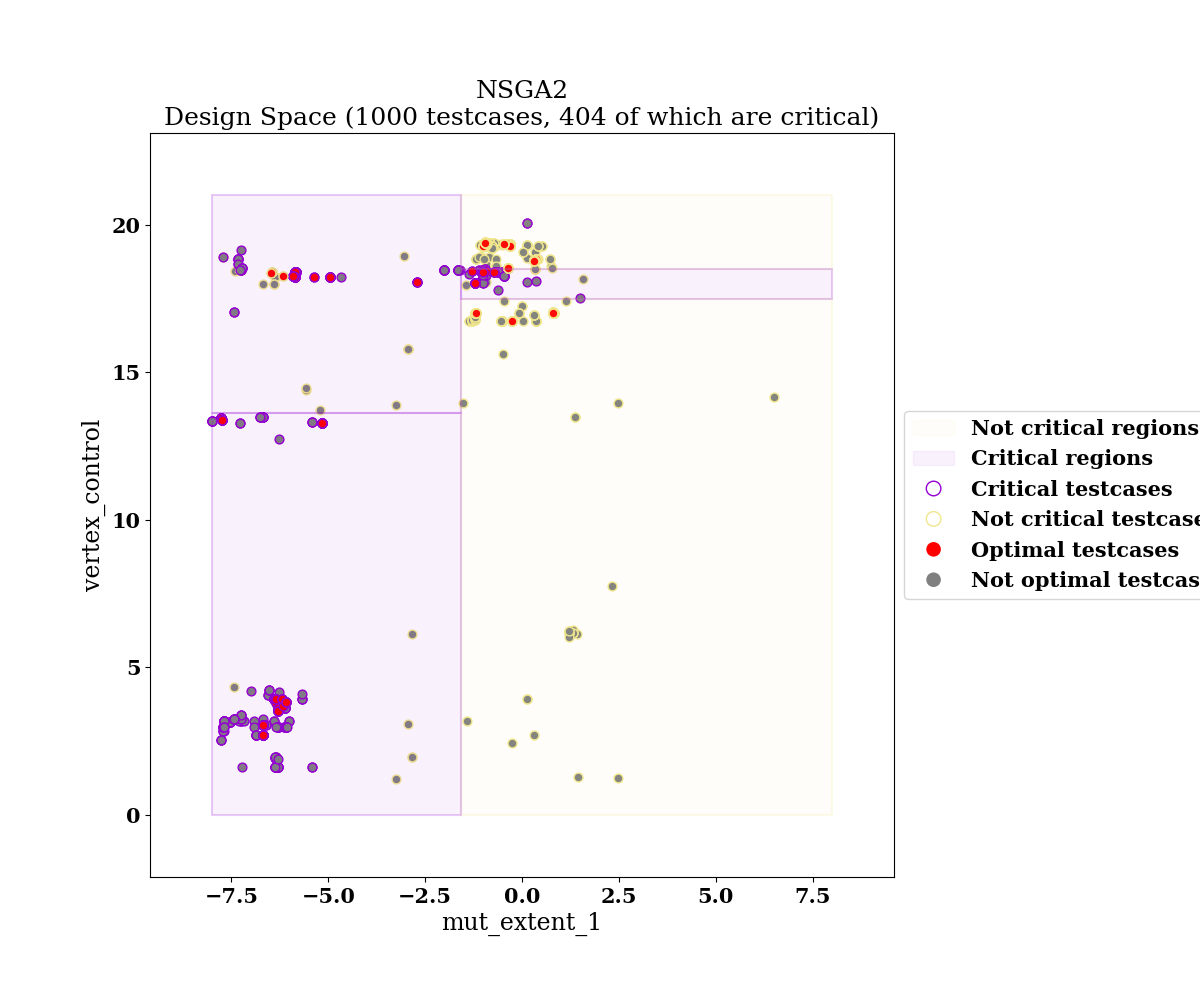 NSGA2
Design Space (1000 testcases, 404 of which are critical)
20
15
10
5
0
vertex_control
−7.5 −5.0 −2.5 0.0 2.5 5.0 7.5
mut_extent_1
Not critical regions
Critical regions
Critical testcases
Not critical testcase
Optimal testcases
Not optimal testcas